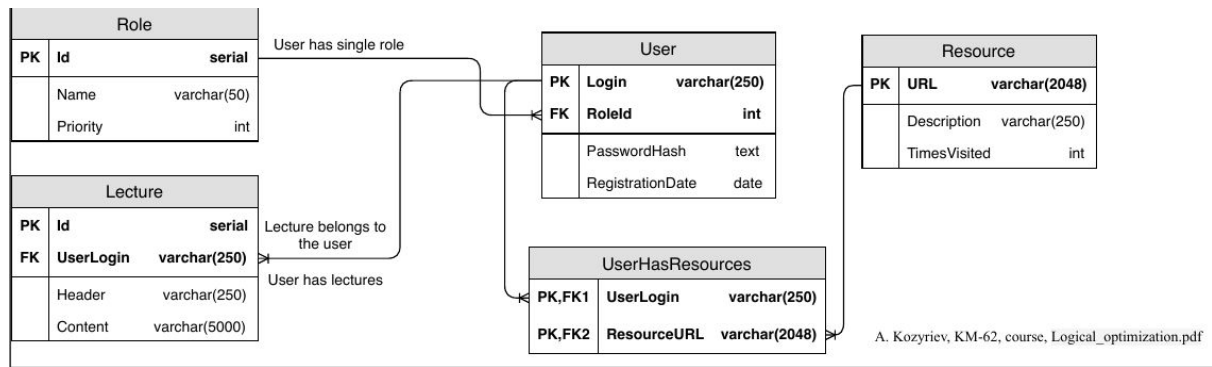 Role
PK Id serial
Name varchar(50)
Priority int
User has single role
User
PK Login varchar(250)
FK RoleId int
PasswordHash text
RegistrationDate date
Resource
PK URL varchar(2048)
Description varchar(250)
TimesVisited int
Lecture
PK Id serial
FK UserLogin varchar(250)
Header varchar(250)
Content varchar(5000)
Lecture belongs to
the user
User has lectures
UserHasResources
PK,FK1 UserLogin varchar(250)
PK,FK2 ResourceURL varchar(2048)
A. Kozyriev, KM-62, course, Logical_optimization.pdf